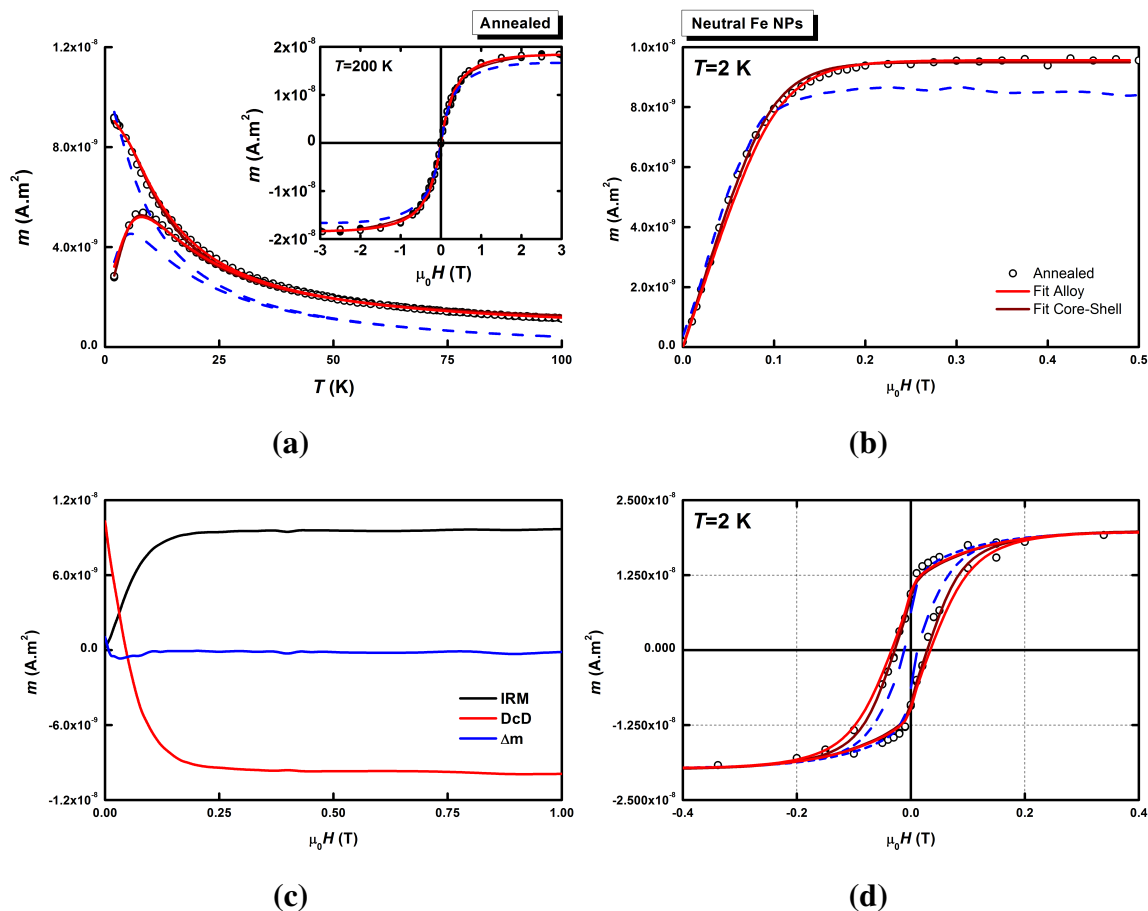 Annealed
1.2x10⁻⁸
8.0x10⁻⁹
4.0x10⁻⁹
0.0
m (A.m²)
0
25
50
75
100
T (K)
T=200 K
2x10⁻⁸
1x10⁻⁸
0
-1x10⁻⁸
-2x10⁻⁸
m (A.m²)
-3
-2
-1
0
1
2
3
μ₀H (T)
(a)
Neutral Fe NPs
T=2 K
1.0x10⁻⁸
8.0x10⁻⁹
6.0x10⁻⁹
4.0x10⁻⁹
2.0x10⁻⁹
0.0
m (A.m²)
Annealed
Fit Alloy
Fit Core-Shell
0.0
0.1
0.2
0.3
0.4
0.5
μ₀H (T)
(b)
1.2x10⁻⁸
6.0x10⁻⁹
0.0
-6.0x10⁻⁹
-1.2x10⁻⁸
m (A.m²)
IRM
DcD
Δm
0.00
0.25
0.50
0.75
1.00
μ₀H (T)
(c)
T=2 K
2.500x10⁻⁸
1.250x10⁻⁸
0.000
-1.250x10⁻⁸
-2.500x10⁻⁸
m (A.m²)
-0.4
-0.2
0.0
0.2
0.4
μ₀H (T)
(d)